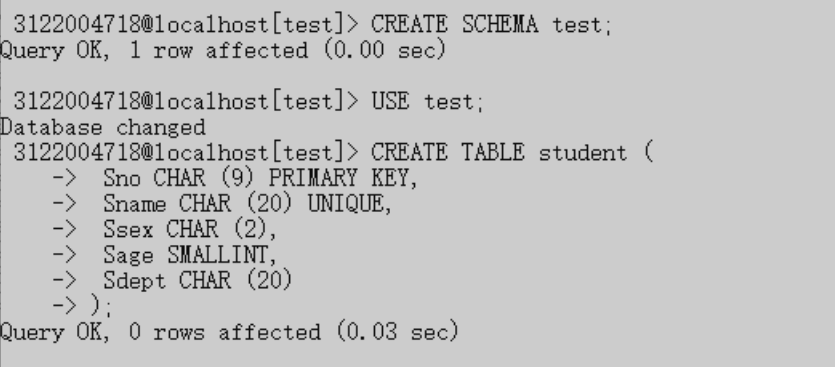 3122004718@localhost[test]> CREATE SCHEMA test;
Query OK, 1 row affected (0.00 sec)
3122004718@localhost[test]> USE test;
Database changed
3122004718@localhost[test]> CREATE TABLE student (
-> Sno CHAR (9) PRIMARY KEY,
-> Sname CHAR (20) UNIQUE,
-> Ssex CHAR (2),
-> Sage SMALLINT,
-> Sdept CHAR (20)
-> );
Query OK, 0 rows affected (0.03 sec)